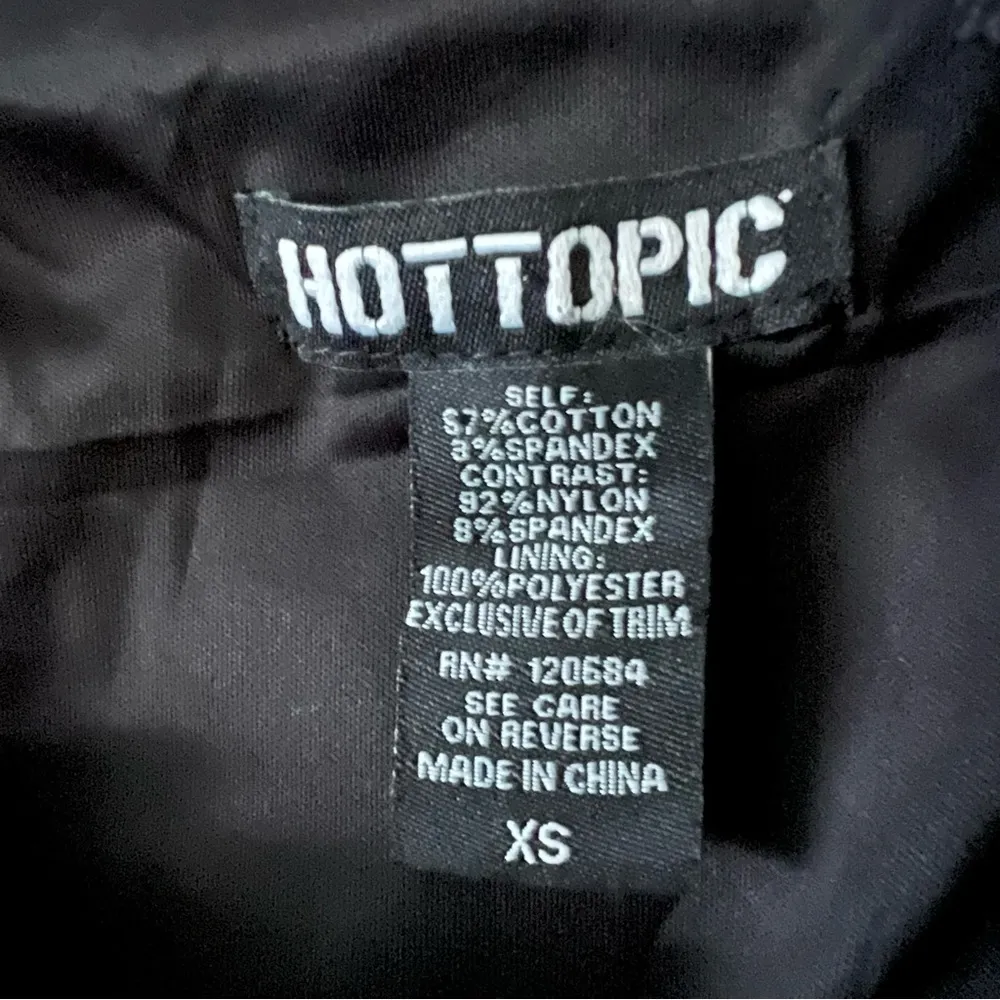 HOTTOPIC
SELF:
97%COTTON
3%SPANDEX
CONTRAST:
92%NYLON
8%SPANDEX
LINING:
100%POLYESTER
EXCLUSIVE OF TRIM
RN# 120684
SEE CARE
ON REVERSE
MADE IN CHINA
XS